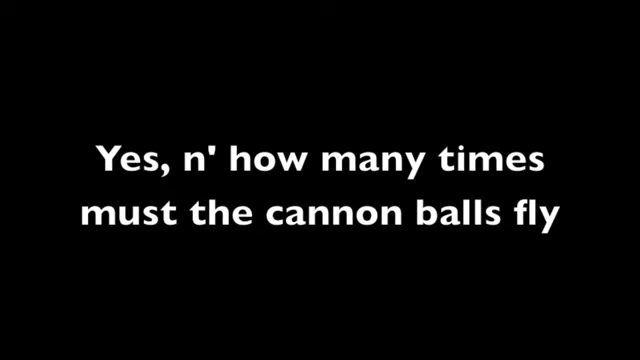 Yes, n' how many times
must the cannon balls fly